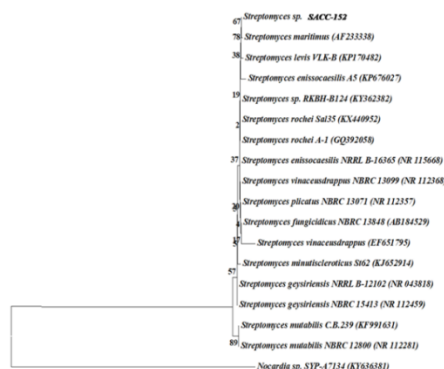 67 Streptomyces sp. SACC-152
78 Streptomyces maritimus (AF233338)
38 Streptomyces levis VLK-B (KP170482)
Streptomyces enissocaesilis A5 (KP676027)
19 Streptomyces sp. RKBH-B124 (KY362382)
Streptomyces rochei Sal35 (KX440952)
2
Streptomyces rochei A-1 (GQ392058)
37 Streptomyces enissocaesilis NRRL B-16365 (NR 115668)
Streptomyces vinaceusdrappus NBRC 13099 (NR 112368)
Streptomyces plicatus NBRC 13071 (NR 112357)
Streptomyces fungicidicus NBRC 13848 (AB184529)
4
17 Streptomyces vinaceusdrappus (EF651795)
Streptomyces minutiscleroticus St62 (KJ652914)
57 Streptomyces geysiriensis NRRL B-12102 (NR 043818)
Streptomyces geysiriensis NBRC 15413 (NR 112459)
Streptomyces mutabilis C.B.239 (KF991631)
89 Streptomyces mutabilis NBRC 12800 (NR 112281)
Nocardia sp. SYP-A7134 (KY636381)